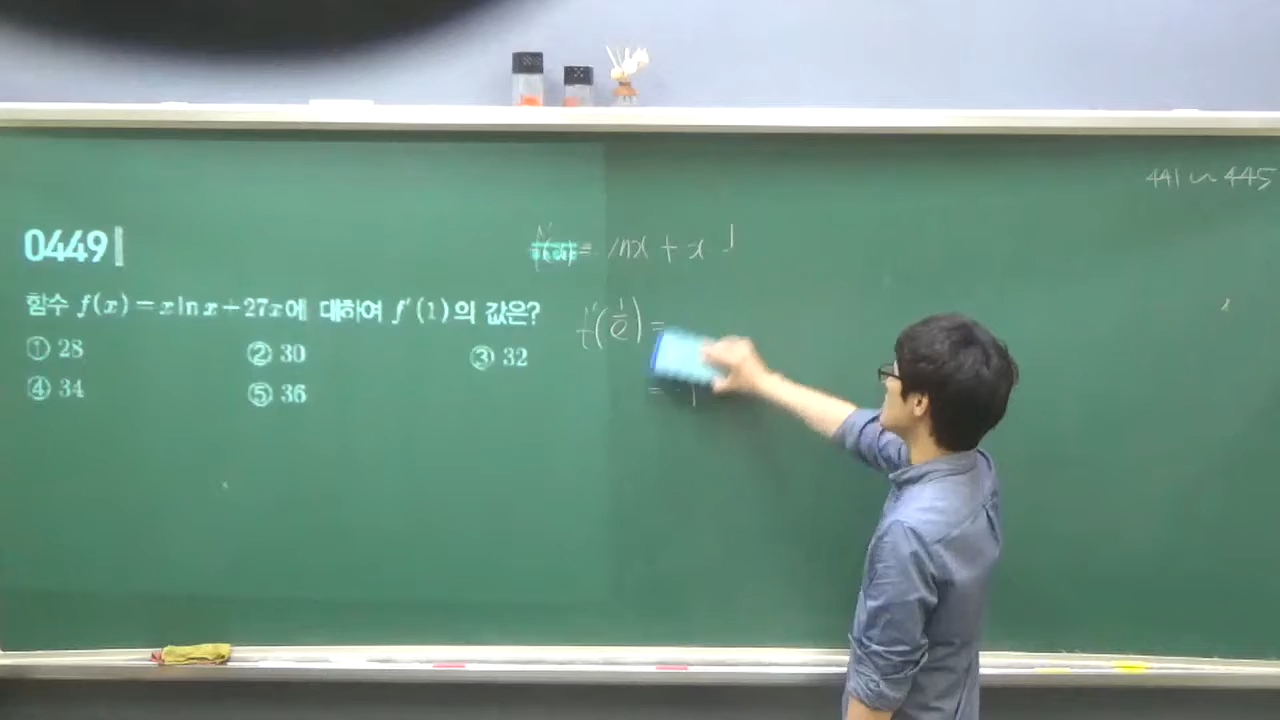 441 ~ 445
0449
함수 f(x)=x ln x+27x에 대하여 f'(1)의 값은?
① 28 ② 30 ③ 32
④ 34 ⑤ 36
f'(x) = lnx + x
f'(1/e) =
= -1